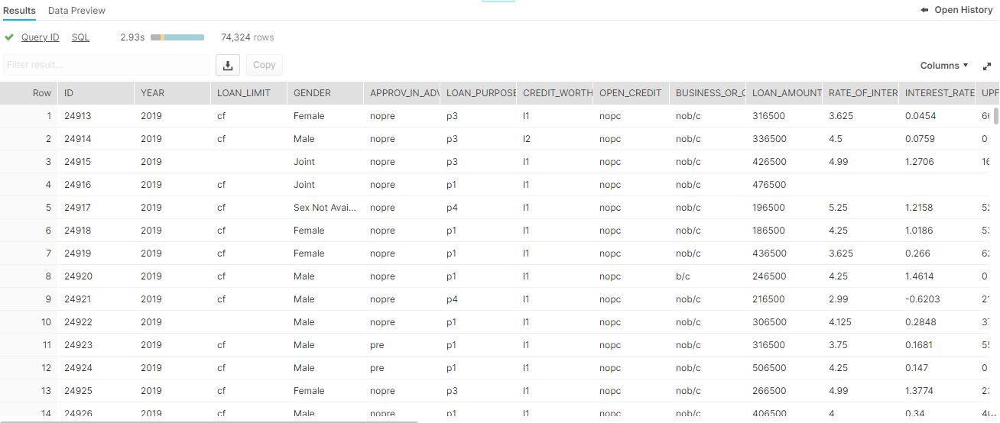 Results Data Preview Open History
Query ID SQL 2.93s 74,324 rows
Filter result... Copy Columns
Row ID YEAR LOAN_LIMIT GENDER APPROV_IN_ADV LOAN_PURPOSE CREDIT_WORTH OPEN_CREDIT BUSINESS_OR_C LOAN_AMOUNT RATE_OF_INTER INTEREST_RATE UPF
1 24913 2019 cf Female nopre p3 l1 nopc nob/c 316500 3.625 0.0454 66
2 24914 2019 cf Male nopre p3 l2 nopc nob/c 336500 4.5 0.0759 0
3 24915 2019 Joint nopre p3 l1 nopc nob/c 426500 4.99 1.2706 16
4 24916 2019 cf Joint nopre p1 l1 nopc nob/c 476500
5 24917 2019 cf Sex Not Avai... nopre p4 l1 nopc nob/c 196500 5.25 1.2158 52
6 24918 2019 cf Female nopre p1 l1 nopc nob/c 186500 4.25 1.0186 53
7 24919 2019 cf Female nopre p1 l1 nopc nob/c 436500 3.625 0.266 62
8 24920 2019 cf Male nopre p1 l1 nopc b/c 246500 4.25 1.4614 0
9 24921 2019 cf Male nopre p4 l1 nopc nob/c 216500 2.99 -0.6203 21
10 24922 2019 Male nopre p1 l1 nopc nob/c 306500 4.125 0.2848 37
11 24923 2019 cf Male pre p1 l1 nopc nob/c 316500 3.75 0.1681 55
12 24924 2019 cf Male pre p1 l1 nopc nob/c 506500 4.25 0.147 0
13 24925 2019 cf Female nopre p3 l1 nopc nob/c 266500 4.99 1.3774 23
14 24926 2019 cf Male nopre p1 l1 nopc nob/c 406500 4 0.34